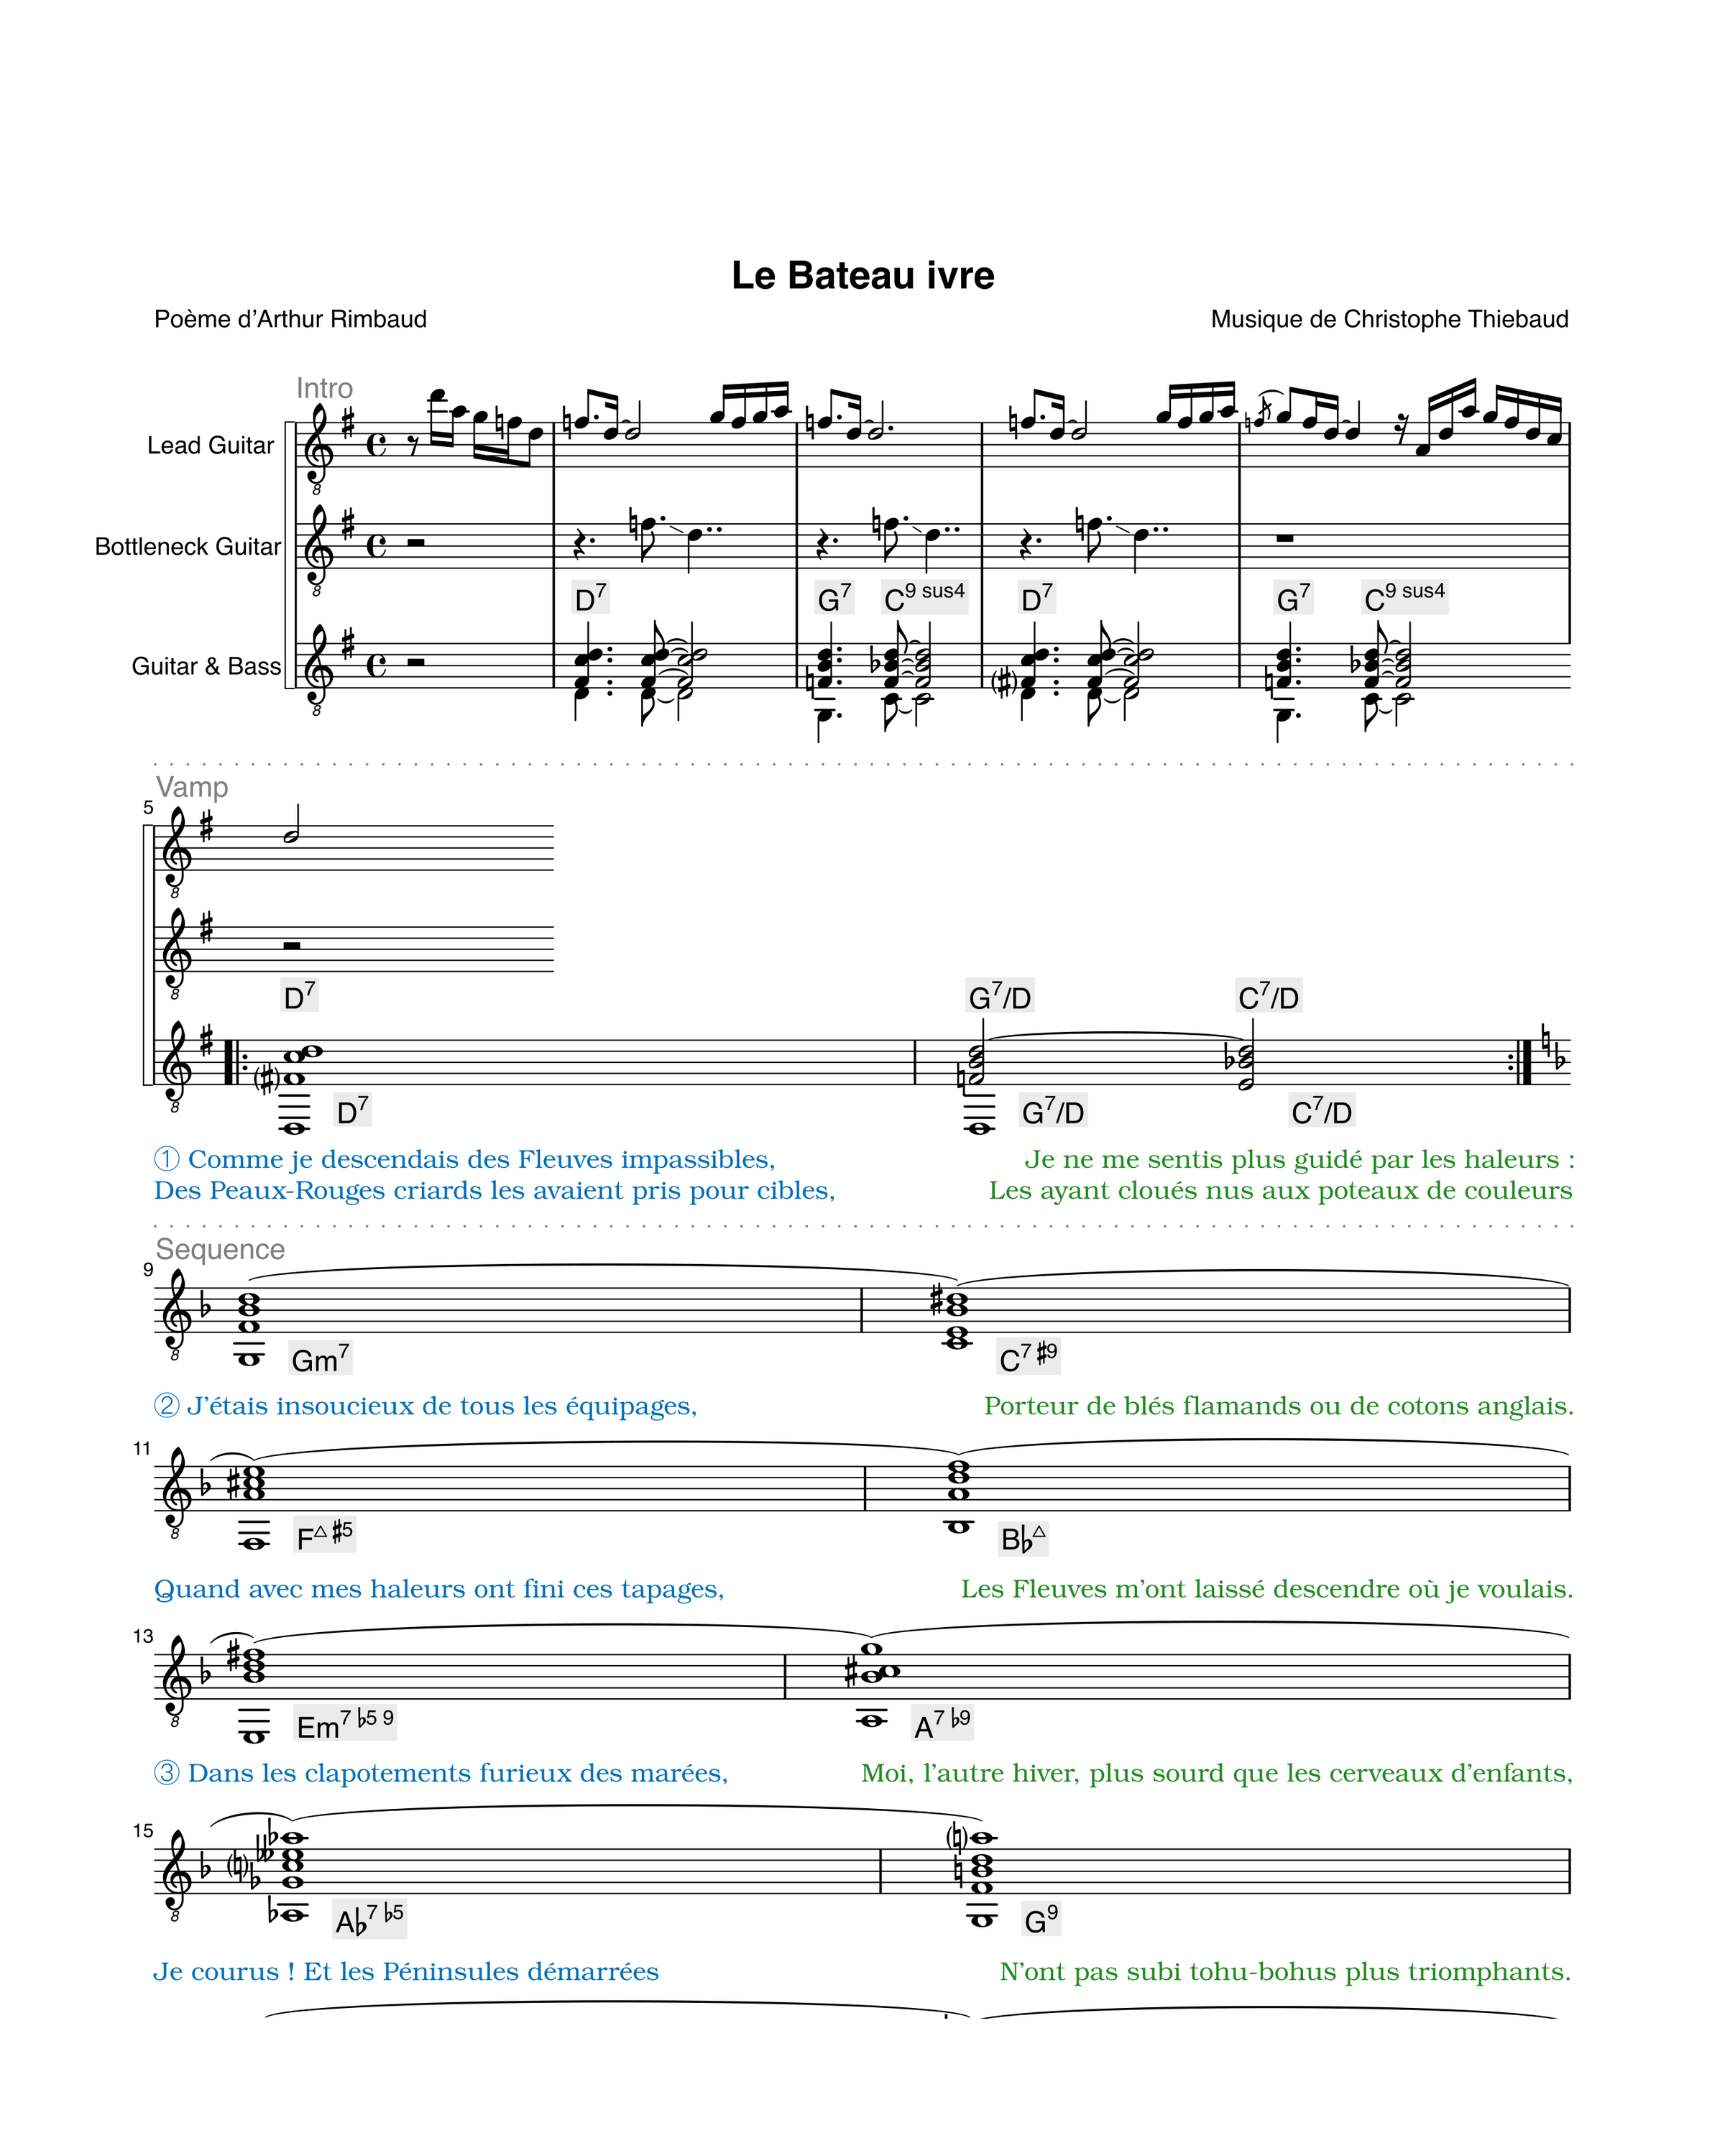 Le Bateau ivre
Poème d’Arthur Rimbaud
Musique de Christophe Thiebaud
Intro
Lead Guitar
Bottleneck Guitar
D7 G7 C9 sus4 D7 G7 C9 sus4
Guitar & Bass
Vamp
5
D7 G7/D C7/D
D7 G7/D C7/D
① Comme je descendais des Fleuves impassibles, Je ne me sentis plus guidé par les haleurs :
Des Peaux-Rouges criards les avaient pris pour cibles, Les ayant cloués nus aux poteaux de couleurs
Sequence
9
Gm7 C7 ♯9
② J’étais insoucieux de tous les équipages, Porteur de blés flamands ou de cotons anglais.
11
F△ ♯5 B♭△
Quand avec mes haleurs ont fini ces tapages, Les Fleuves m’ont laissé descendre où je voulais.
13
Em7 ♭5 9 A7 ♭9
③ Dans les clapotements furieux des marées, Moi, l’autre hiver, plus sourd que les cerveaux d’enfants,
15
A♭7 ♭5 G9
Je courus ! Et les Péninsules démarrées N’ont pas subi tohu-bohus plus triomphants.